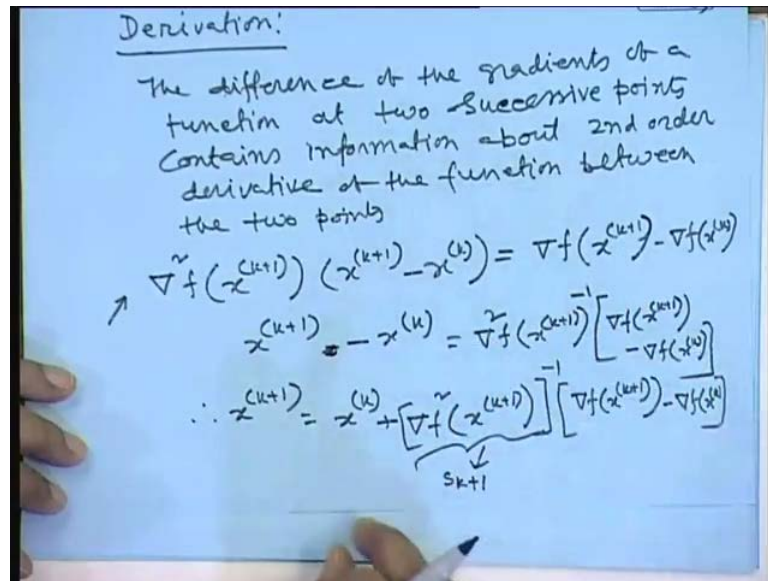 Derivation:
The difference of the gradients of a
function at two successive points
contains information about 2nd order
derivative of the function between
the two points
∇²f(x^(k+1)) (x^(k+1) - x^(k)) = ∇f(x^(k+1)) - ∇f(x^(k))
x^(k+1) - x^(k) = ∇²f(x^(k+1))^-1 [∇f(x^(k+1))
- ∇f(x^(k))]
∴ x^(k+1) = x^(k) + [∇²f(x^(k+1))]^-1 [∇f(x^(k+1)) - ∇f(x^(k))]
S_k+1